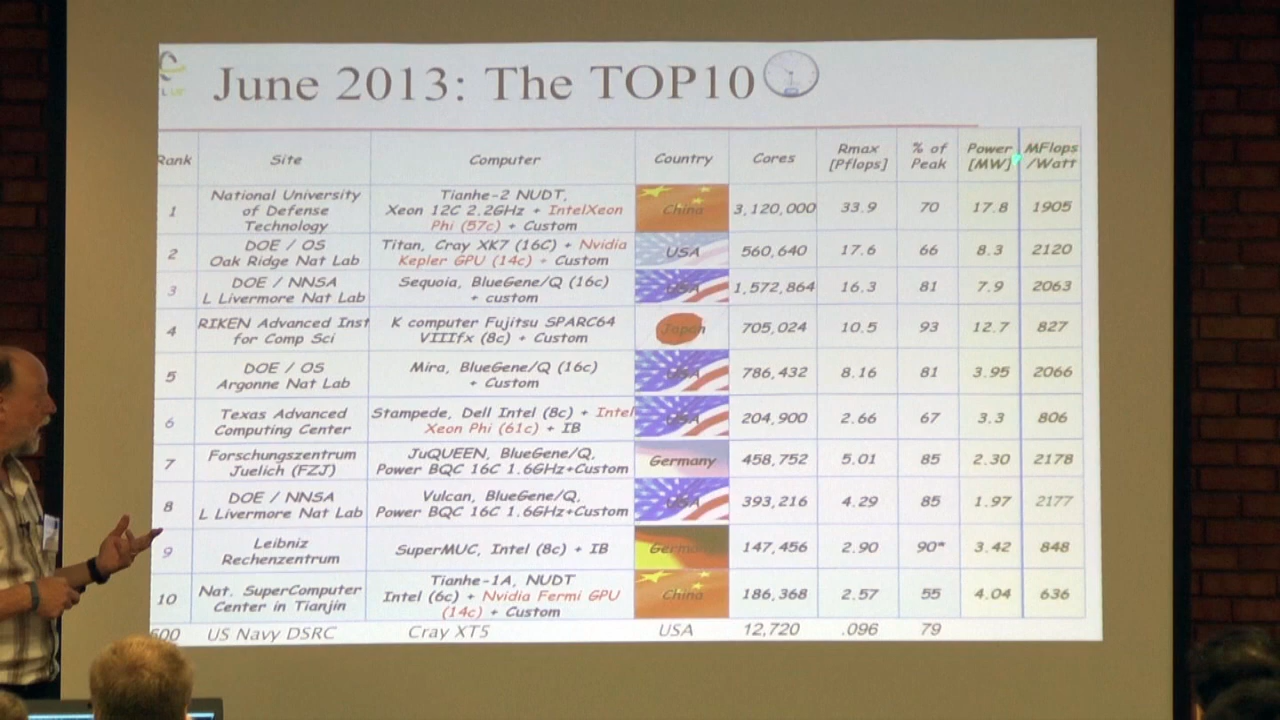 June 2013: The TOP10
Rank Site Computer Country Cores Rmax [Pflops] % of Peak Power [MW] MFlops /Watt
1 National University of Defense Technology Tianhe-2 NUDT, Xeon 12C 2.2GHz + IntelXeon Phi (57c) + Custom China 3,120,000 33.9 70 17.8 1905
2 DOE / OS Oak Ridge Nat Lab Titan, Cray XK7 (16C) + Nvidia Kepler GPU (14c) + Custom USA 560,640 17.6 66 8.3 2120
3 DOE / NNSA L Livermore Nat Lab Sequoia, BlueGene/Q (16c) + custom USA 1,572,864 16.3 81 7.9 2063
4 RIKEN Advanced Inst for Comp Sci K computer Fujitsu SPARC64 VIIIfx (8c) + Custom Japan 705,024 10.5 93 12.7 827
5 DOE / OS Argonne Nat Lab Mira, BlueGene/Q (16c) + Custom USA 786,432 8.16 81 3.95 2066
6 Texas Advanced Computing Center Stampede, Dell Intel (8c) + Intel Xeon Phi (61c) + IB USA 204,900 2.66 67 3.3 806
7 Forschungszentrum Juelich (FZJ) JuQUEEN, BlueGene/Q, Power BQC 16C 1.6GHz+Custom Germany 458,752 5.01 85 2.30 2178
8 DOE / NNSA L Livermore Nat Lab Vulcan, BlueGene/Q, Power BQC 16C 1.6GHz+Custom USA 393,216 4.29 85 1.97 2177
9 Leibniz Rechenzentrum SuperMUC, Intel (8c) + IB Germany 147,456 2.90 90* 3.42 848
10 Nat. SuperComputer Center in Tianjin Tianhe-1A, NUDT Intel (6c) + Nvidia Fermi GPU (14c) + Custom China 186,368 2.57 55 4.04 636
500 US Navy DSRC Cray XT5 USA 12,720 .096 79